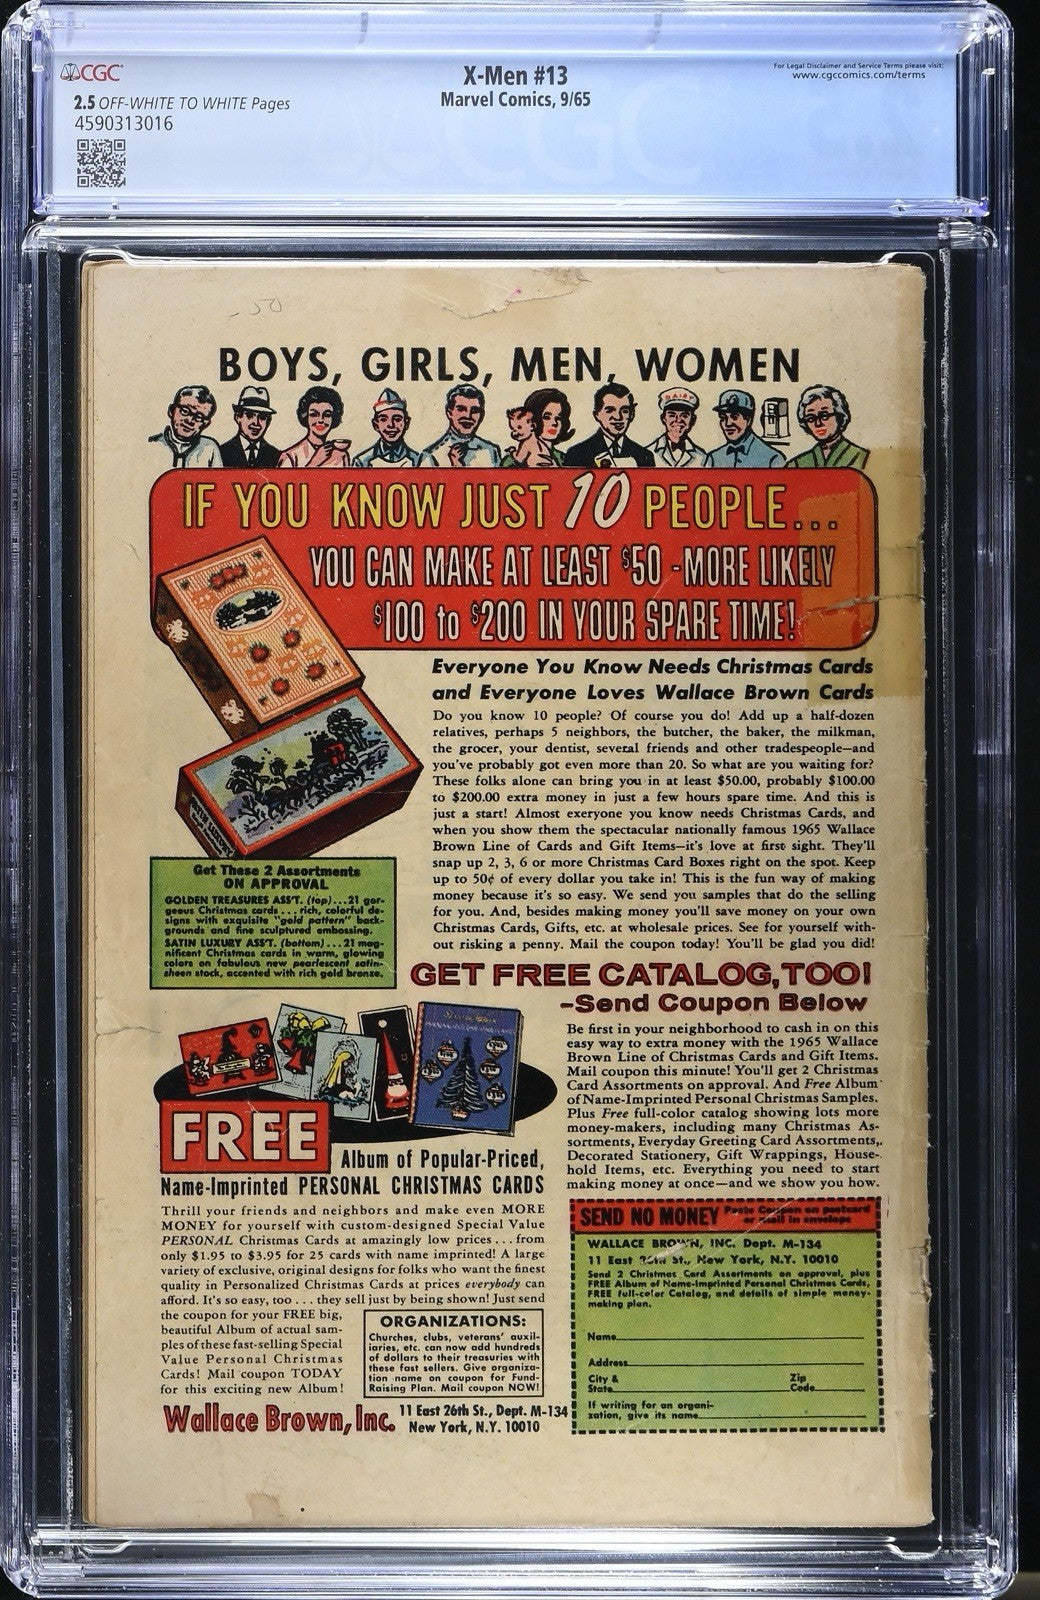 CGC
2.5 OFF-WHITE TO WHITE Pages
4590313016
X-Men #13
Marvel Comics, 9/65
For Legal Disclaimer and Service Terms please visit:
www.cgccomics.com/terms
50
BOYS, GIRLS, MEN, WOMEN
DAIRY
IF YOU KNOW JUST 10 PEOPLE...
YOU CAN MAKE AT LEAST $50 -MORE LIKELY
$100 to $200 IN YOUR SPARE TIME!
Everyone You Know Needs Christmas Cards
and Everyone Loves Wallace Brown Cards
Do you know 10 people? Of course you do! Add up a half-dozen
relatives, perhaps 5 neighbors, the butcher, the baker, the milkman,
the grocer, your dentist, several friends and other tradespeople—and
you've probably got even more than 20. So what are you waiting for?
These folks alone can bring you in at least $50.00, probably $100.00
to $200.00 extra money in just a few hours spare time. And this is
just a start! Almost exeryone you know needs Christmas Cards, and
when you show them the spectacular nationally famous 1965 Wallace
Brown Line of Cards and Gift Items—it's love at first sight. They'll
snap up 2, 3, 6 or more Christmas Card Boxes right on the spot. Keep
up to 50¢ of every dollar you take in! This is the fun way of making
money because it's so easy. We send you samples that do the selling
for you. And, besides making money you'll save money on your own
Christmas Cards, Gifts, etc. at wholesale prices. See for yourself with-
out risking a penny. Mail the coupon today! You'll be glad you did!
SATIN LUXURY
Get These 2 Assortments
ON APPROVAL
GOLDEN TREASURES ASS'T. (top)...21 gor-
geous Christmas cards...rich, colorful de-
signs with exquisite "gold pattern" back-
grounds and fine sculptured embossing.
SATIN LUXURY ASS'T. (bottom)...21 mag-
nificent Christmas cards in warm, glowing
colors on fabulous new pearlescent satin-
sheen stock, accented with rich gold bronze.
GET FREE CATALOG, TOO!
-Send Coupon Below
Be first in your neighborhood to cash in on this
easy way to extra money with the 1965 Wallace
Brown Line of Christmas Cards and Gift Items.
Mail coupon this minute! You'll get 2 Christmas
Card Assortments on approval. And Free Album
of Name-Imprinted Personal Christmas Samples.
Plus Free full-color catalog showing lots more
money-makers, including many Christmas As-
sortments, Everyday Greeting Card Assortments,
Decorated Stationery, Gift Wrappings, House-
hold Items, etc. Everything you need to start
making money at once—and we show you how.
FREE
Album of Popular-Priced,
Name-Imprinted PERSONAL CHRISTMAS CARDS
Thrill your friends and neighbors and make even MORE
MONEY for yourself with custom-designed Special Value
PERSONAL Christmas Cards at amazingly low prices...from
only $1.95 to $3.95 for 25 cards with name imprinted! A large
variety of exclusive, original designs for folks who want the finest
quality in Personalized Christmas Cards at prices everybody can
afford. It's so easy, too...they sell just by being shown! Just send
the coupon for your FREE big,
beautiful Album of actual sam-
ples of these fast-selling Special
Value Personal Christmas
Cards! Mail coupon TODAY
for this exciting new Album!
ORGANIZATIONS:
Churches, clubs, veterans' auxil-
iaries, etc. can now add hundreds
of dollars to their treasuries with
these fast sellers. Give organiza-
tion name on coupon for Fund-
Raising Plan. Mail coupon NOW!
Wallace Brown, Inc. 11 East 26th St., Dept. M-134
New York, N.Y. 10010
SEND NO MONEY Paste Coupon on postcard
or mail in envelope
WALLACE BROWN, INC. Dept. M-134
11 East 26th St., New York, N.Y. 10010
Send 2 Christmas Card Assortments on approval, plus
FREE Album of Name-Imprinted Personal Christmas Cards,
FREE full-color Catalog, and details of simple money-
making plan.
Name
Address
City &
State
Zip
Code
If writing for an organi-
zation, give its name